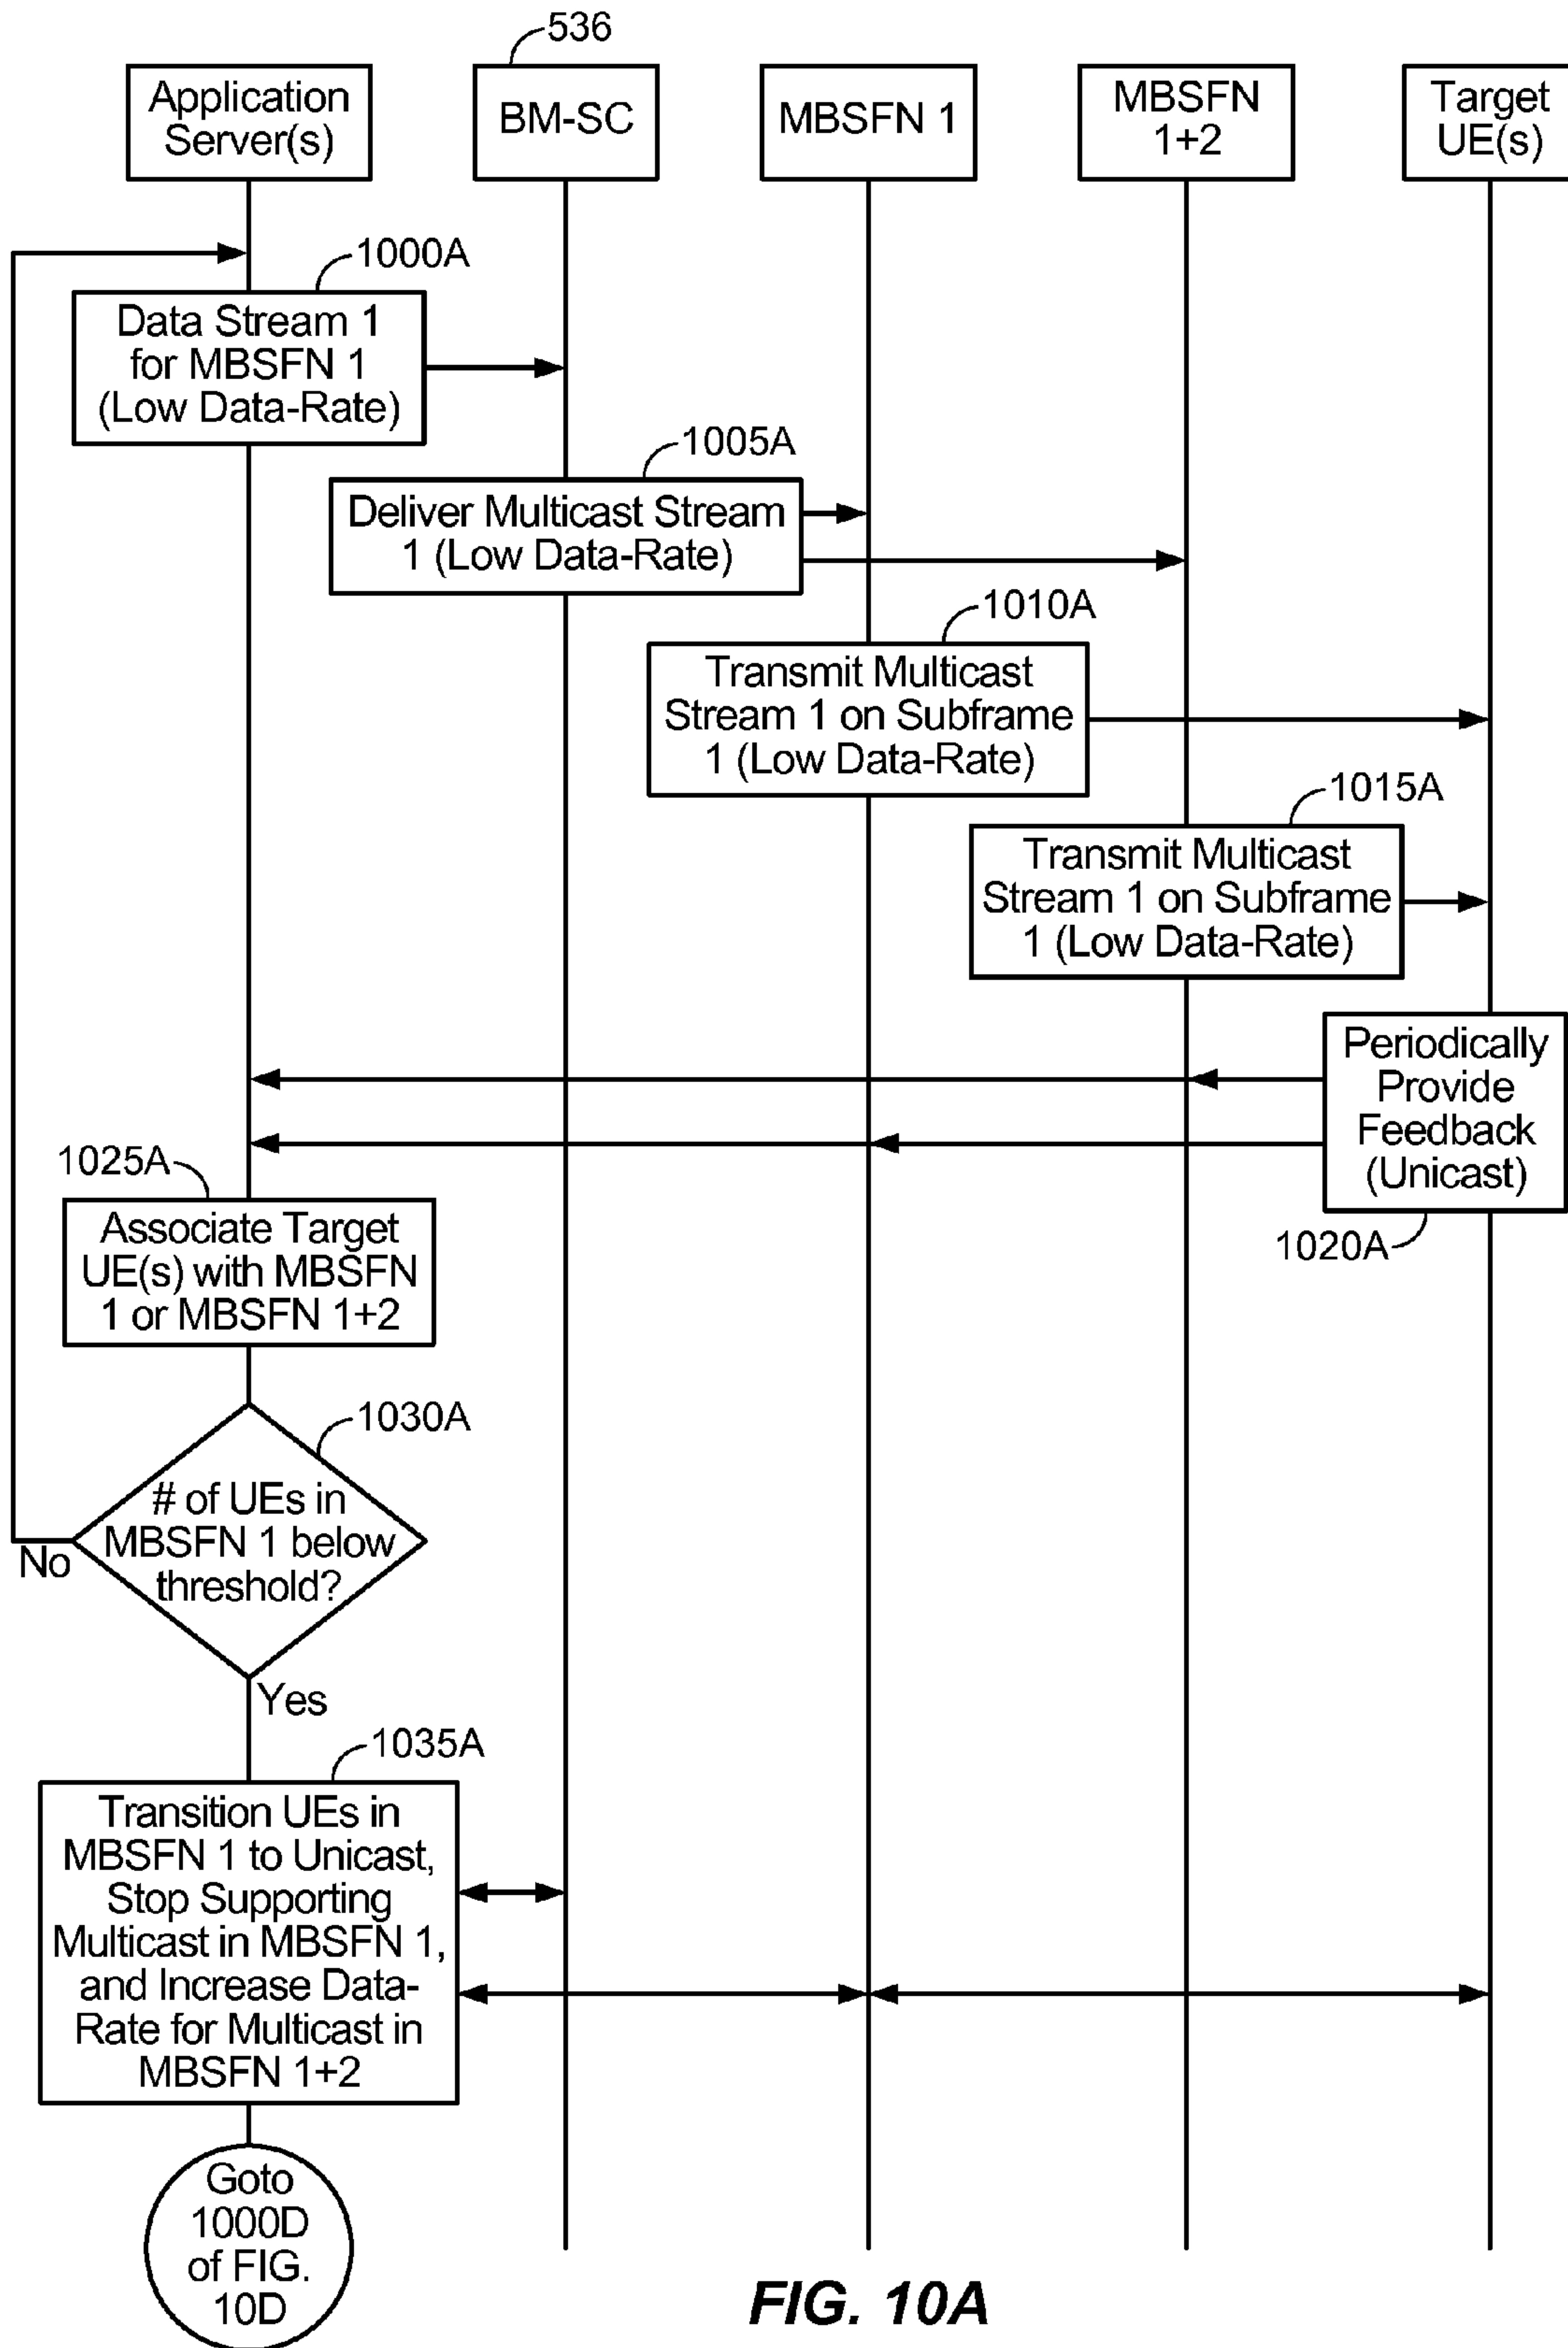 536
Application
Server(s)
BM-SC
MBSFN 1
MBSFN
1+2
Target
UE(s)
1000A
Data Stream 1
for MBSFN 1
(Low Data-Rate)
1005A
Deliver Multicast Stream
1 (Low Data-Rate)
1010A
Transmit Multicast
Stream 1 on Subframe
1 (Low Data-Rate)
1015A
Transmit Multicast
Stream 1 on Subframe
1 (Low Data-Rate)
Periodically
Provide
Feedback
(Unicast)
1020A
1025A
Associate Target
UE(s) with MBSFN
1 or MBSFN 1+2
1030A
# of UEs in
MBSFN 1 below
threshold?
No
Yes
1035A
Transition UEs in
MBSFN 1 to Unicast,
Stop Supporting
Multicast in MBSFN 1,
and Increase Data-
Rate for Multicast in
MBSFN 1+2
Goto
1000D
of FIG.
10D
FIG. 10A